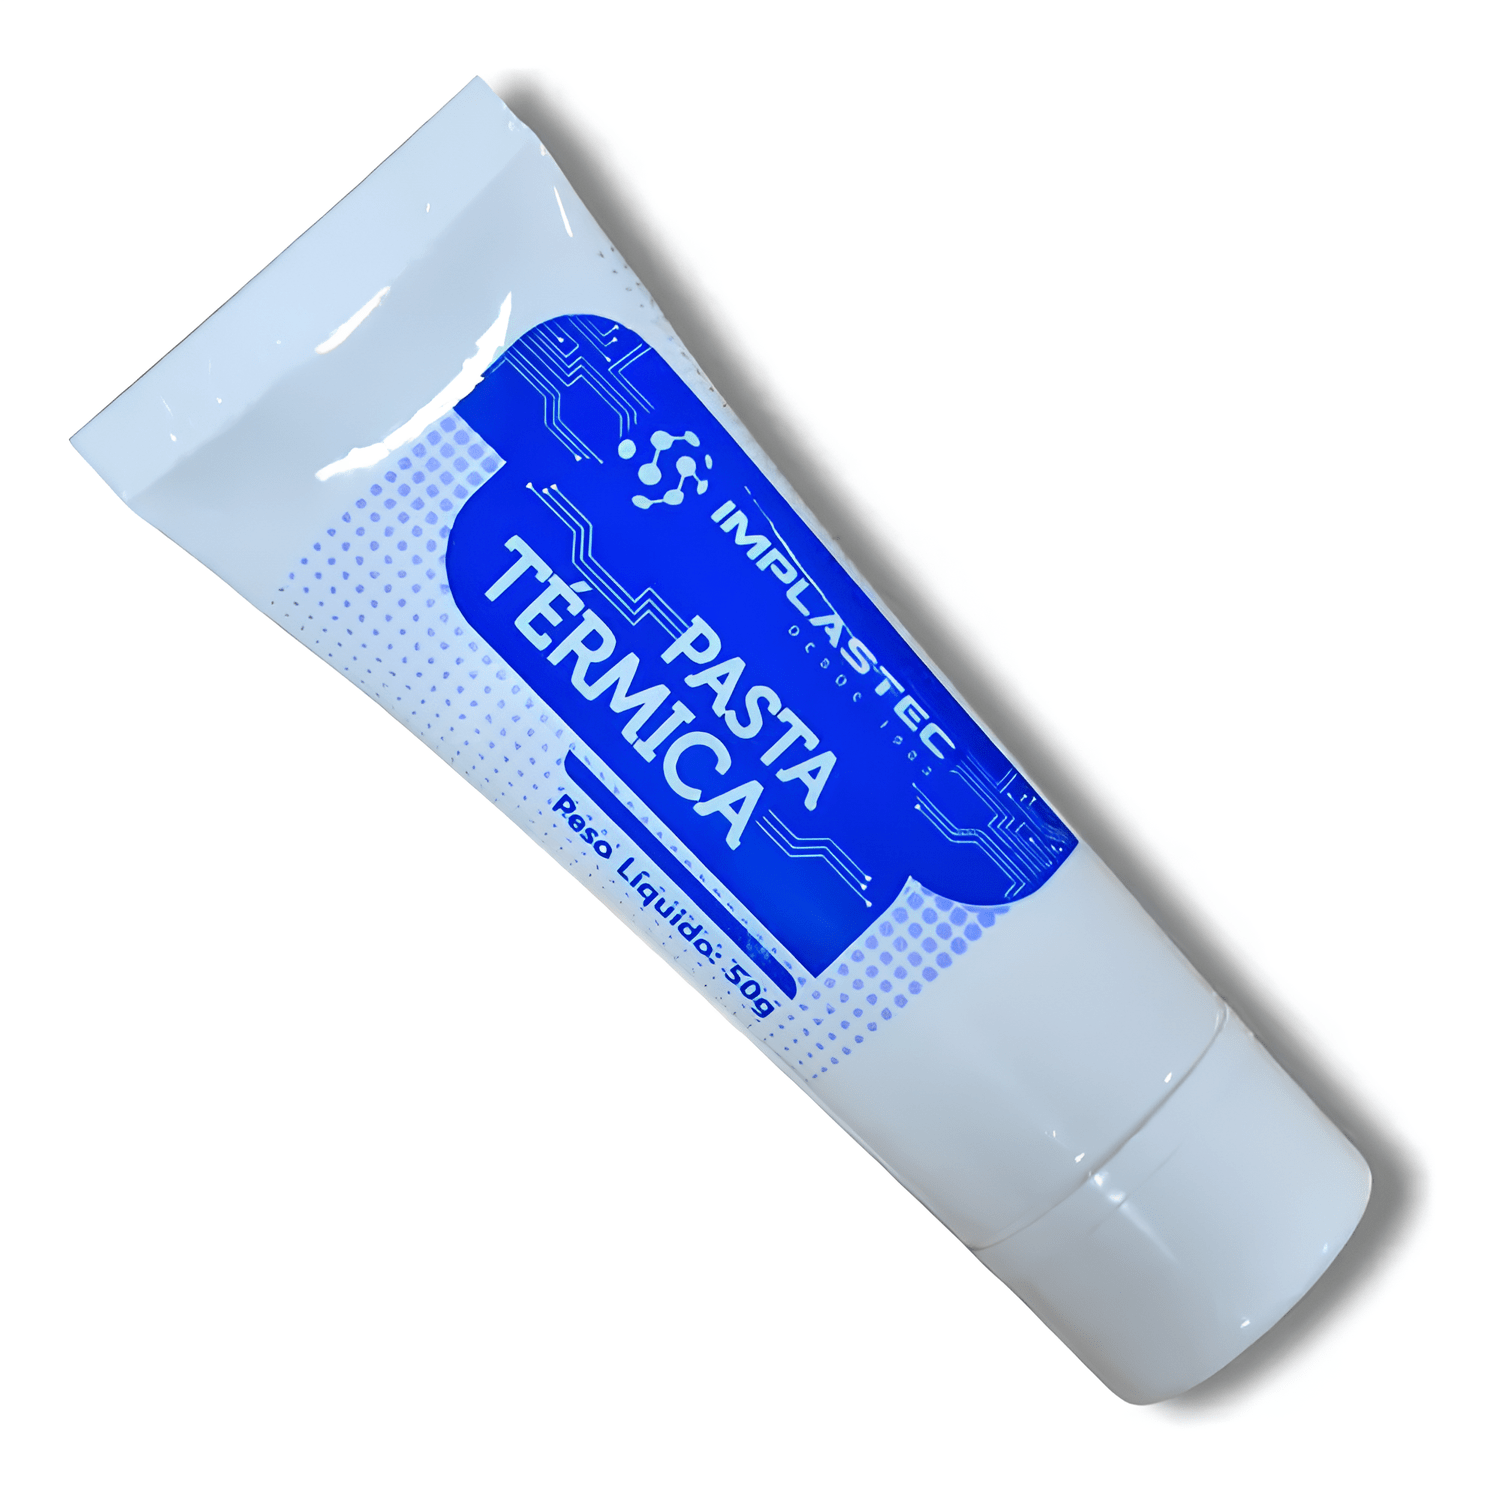 IMPLASTEC
PASTA
TÉRMICA
Peso Líquido: 50g